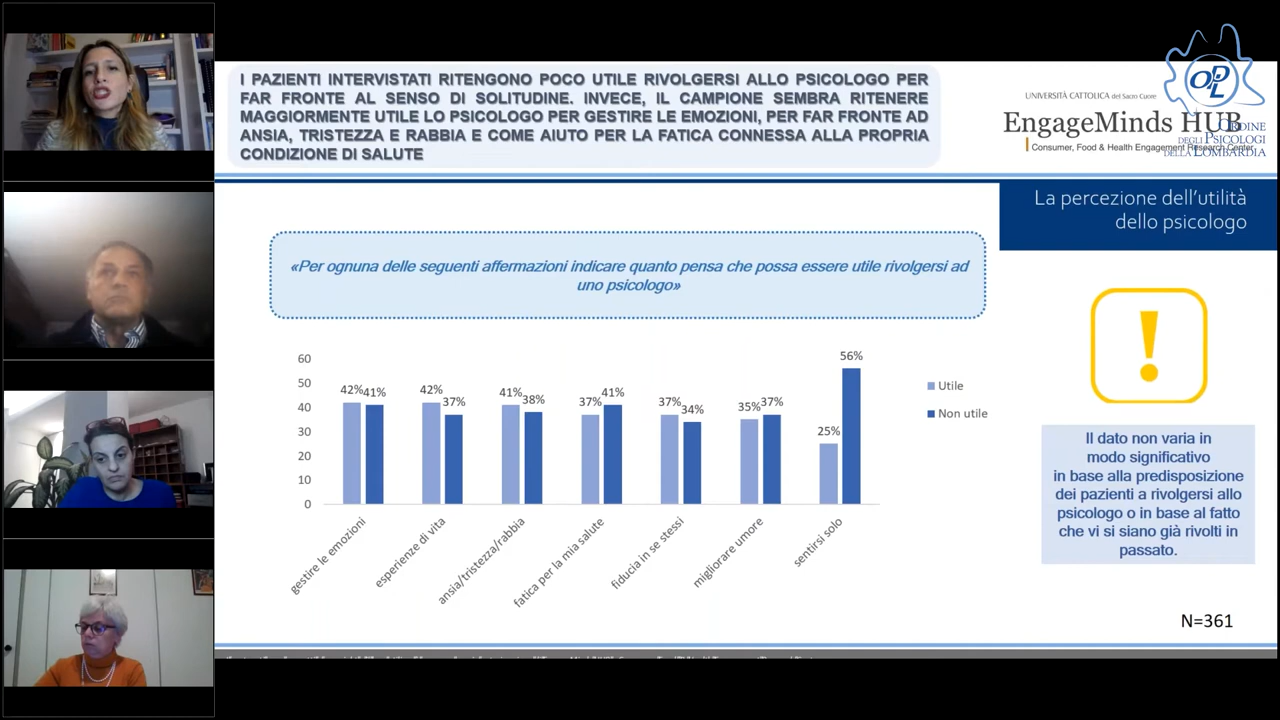 I PAZIENTI INTERVISTATI RITENGONO POCO UTILE RIVOLGERSI ALLO PSICOLOGO PER
FAR FRONTE AL SENSO DI SOLITUDINE. INVECE, IL CAMPIONE SEMBRA RITENERE
MAGGIORMENTE UTILE LO PSICOLOGO PER GESTIRE LE EMOZIONI, PER FAR FRONTE AD
ANSIA, TRISTEZZA E RABBIA E COME AIUTO PER LA FATICA CONNESSA ALLA PROPRIA
CONDIZIONE DI SALUTE
OPL
UNIVERSITÀ CATTOLICA del Sacro Cuore
EngageMinds HUB
Consumer, Food & Health Engagement Research Center
ORDINE
DEGLI PSICOLOGI
DELLA LOMBARDIA
La percezione dell'utilità
dello psicologo
«Per ognuna delle seguenti affermazioni indicare quanto pensa che possa essere utile rivolgersi ad
uno psicologo»
60
50
40
30
20
10
0
42% 41%
42% 37%
41% 38%
37% 41%
37% 34%
35% 37%
25% 56%
gestire le emozioni
esperienze di vita
ansia/tristezza/rabbia
fatica per la mia salute
fiducia in se stessi
migliorare umore
sentirsi solo
Utile
Non utile
!
Il dato non varia in
modo significativo
in base alla predisposizione
dei pazienti a rivolgersi allo
psicologo o in base al fatto
che vi si siano già rivolti in
passato.
N=361